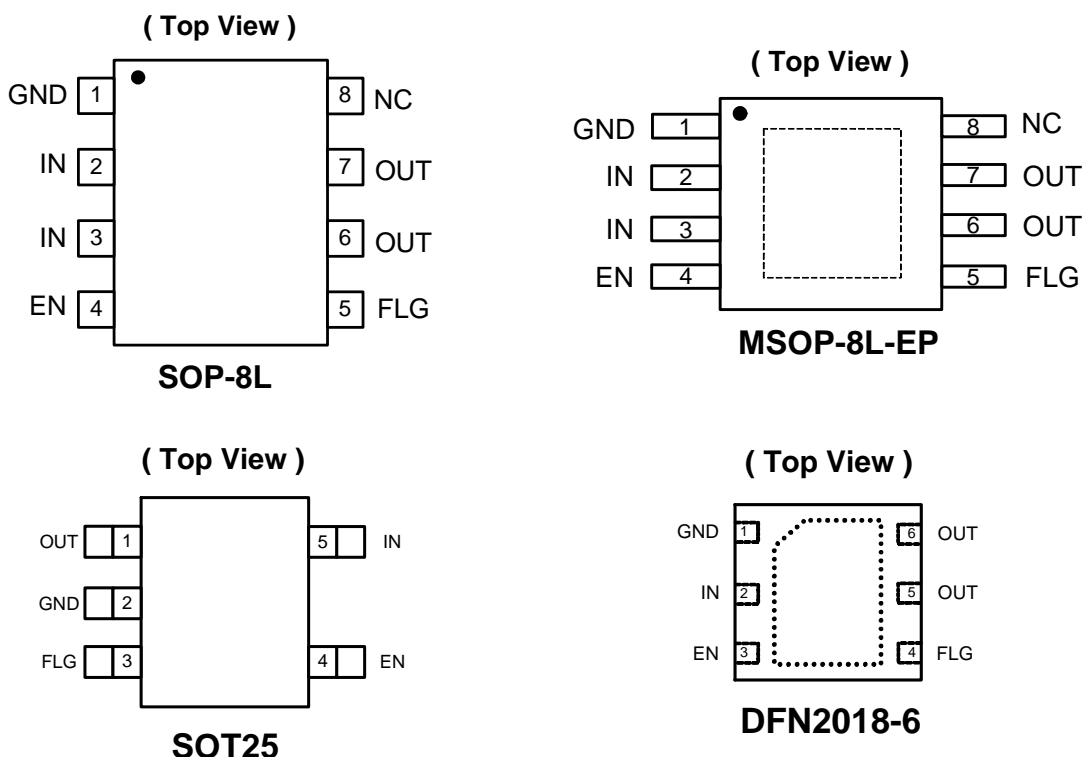 ( Top View )
GND 1 8 NC
IN 2 7 OUT
IN 3 6 OUT
EN 4 5 FLG
SOP-8L
( Top View )
GND 1 8 NC
IN 2 7 OUT
IN 3 6 OUT
EN 4 5 FLG
MSOP-8L-EP
( Top View )
OUT 1 5 IN
GND 2
FLG 3 4 EN
SOT25
( Top View )
GND 1 6 OUT
IN 2 5 OUT
EN 3 4 FLG
DFN2018-6